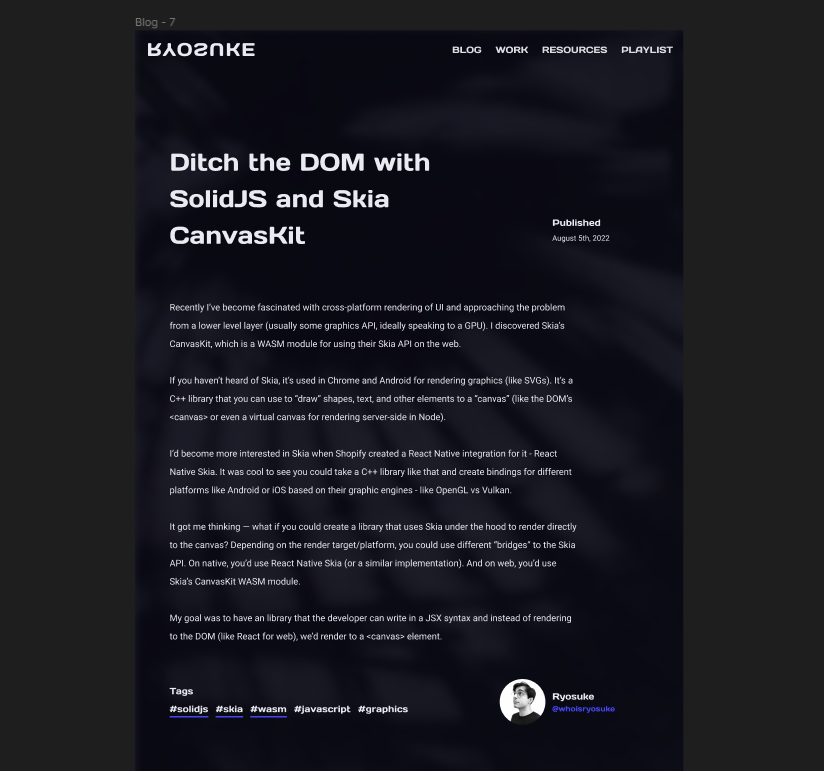 Blog - 7
RYOSUKE
BLOG WORK RESOURCES PLAYLIST
Ditch the DOM with
SolidJS and Skia
CanvasKit
Published
August 5th, 2022
Recently I've become fascinated with cross-platform rendering of UI and approaching the problem
from a lower level layer (usually some graphics API, ideally speaking to a GPU). I discovered Skia's
CanvasKit, which is a WASM module for using their Skia API on the web.
If you haven't heard of Skia, it's used in Chrome and Android for rendering graphics (like SVGs). It's a
C++ library that you can use to “draw” shapes, text, and other elements to a “canvas” (like the DOM's
<canvas> or even a virtual canvas for rendering server-side in Node).
I'd become more interested in Skia when Shopify created a React Native integration for it - React
Native Skia. It was cool to see you could take a C++ library like that and create bindings for different
platforms like Android or iOS based on their graphic engines - like OpenGL vs Vulkan.
It got me thinking — what if you could create a library that uses Skia under the hood to render directly
to the canvas? Depending on the render target/platform, you could use different “bridges” to the Skia
API. On native, you'd use React Native Skia (or a similar implementation). And on web, you'd use
Skia's CanvasKit WASM module.
My goal was to have an library that the developer can write in a JSX syntax and instead of rendering
to the DOM (like React for web), we'd render to a <canvas> element.
Tags
#solidjs #skia #wasm #javascript #graphics
Ryosuke
@whoisryosuke